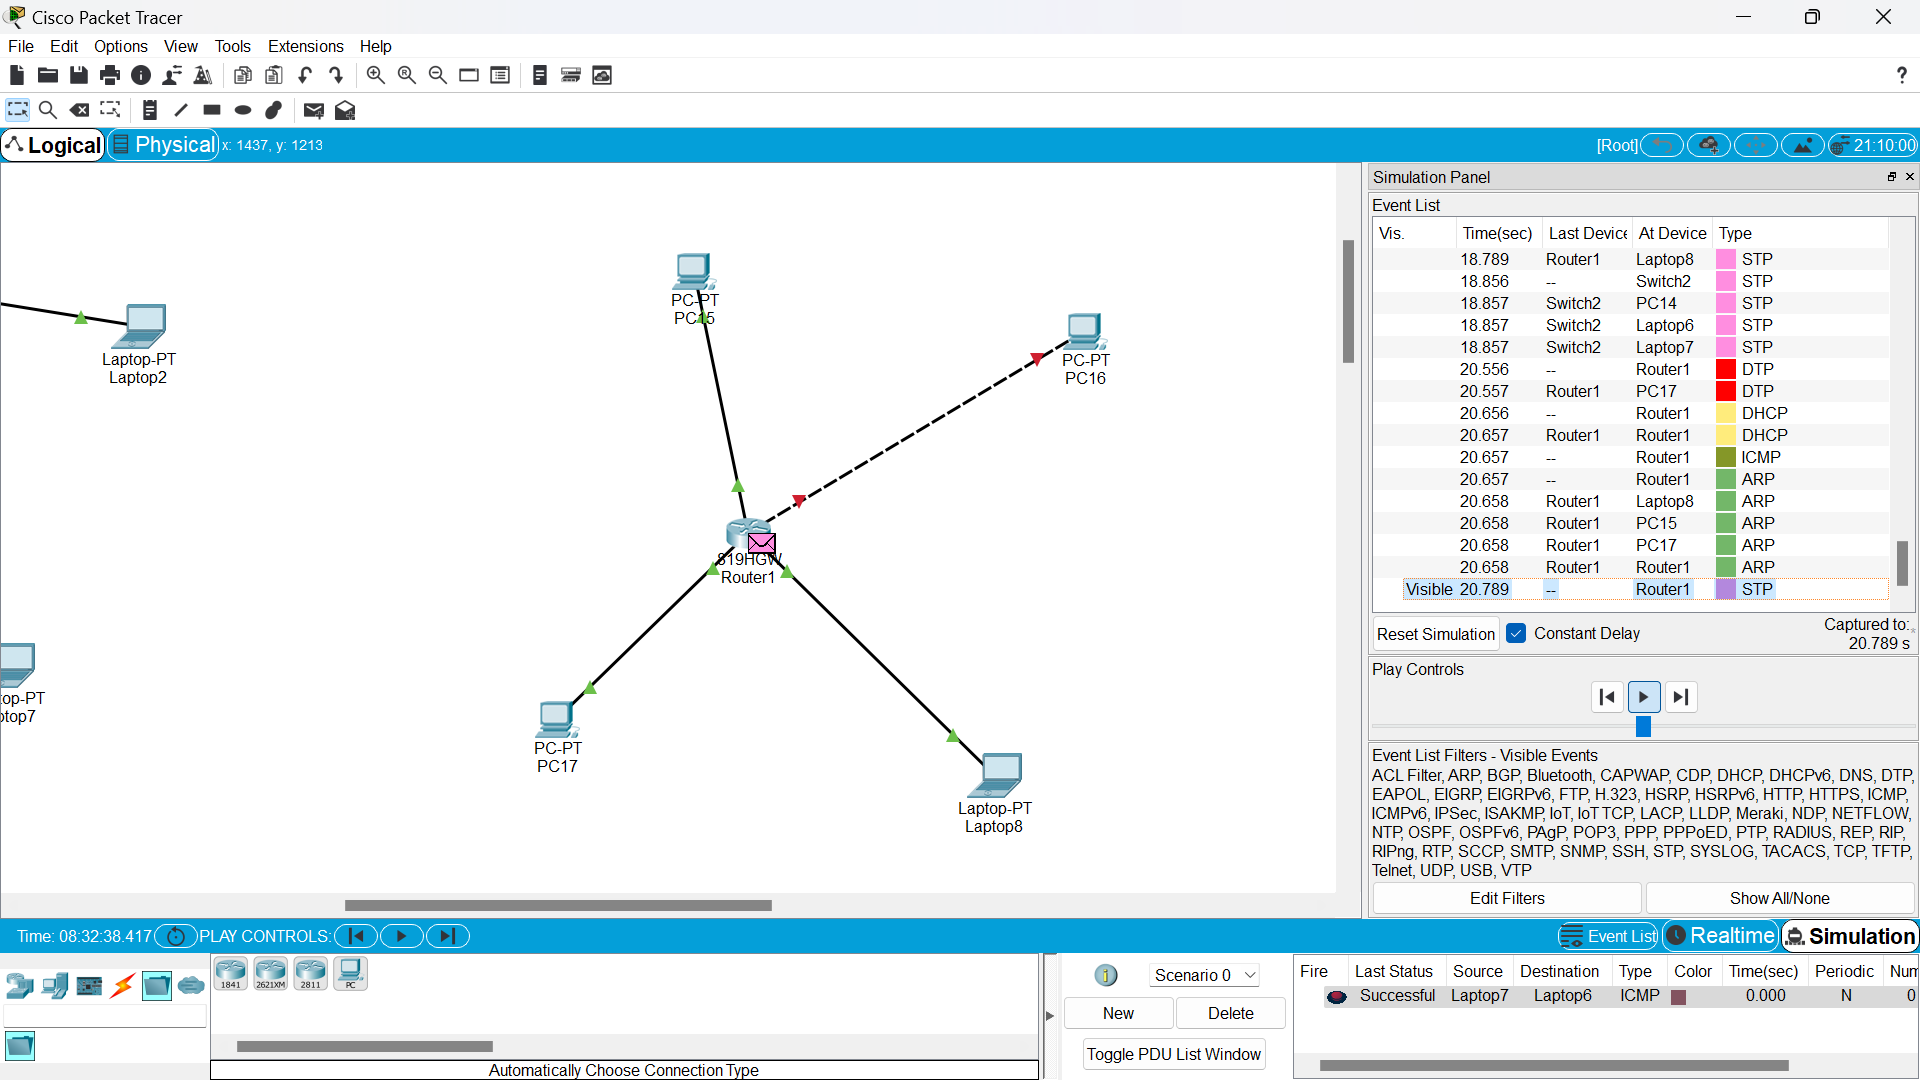 Cisco Packet Tracer
File Edit Options View Tools Extensions Help
?
Logical Physical x: 1437, y: 1213 [Root] 21:10:00
Simulation Panel
Event List
Vis. Time(sec) Last Device At Device Type
18.789 Router1 Laptop8 STP
18.856 -- Switch2 STP
18.857 Switch2 PC14 STP
18.857 Switch2 Laptop6 STP
18.857 Switch2 Laptop7 STP
20.556 -- Router1 DTP
20.557 Router1 PC17 DTP
20.656 -- Router1 DHCP
20.657 Router1 Router1 DHCP
20.657 -- Router1 ICMP
20.657 -- Router1 ARP
20.658 Router1 Laptop8 ARP
20.658 Router1 PC15 ARP
20.658 Router1 PC17 ARP
20.658 Router1 Router1 ARP
Visible 20.789 -- Router1 STP
Reset Simulation Constant Delay Captured to:
20.789 s
Play Controls
Event List Filters - Visible Events
ACL Filter, ARP, BGP, Bluetooth, CAPWAP, CDP, DHCP, DHCPv6, DNS, DTP,
EAPOL, EIGRP, EIGRPv6, FTP, H.323, HSRP, HSRPv6, HTTP, HTTPS, ICMP,
ICMPv6, IPSec, ISAKMP, IoT, IoT TCP, LACP, LLDP, Meraki, NDP, NETFLOW,
NTP, OSPF, OSPFv6, PAgP, POP3, PPP, PPPoED, PTP, RADIUS, REP, RIP,
RIPng, RTP, SCCP, SMTP, SNMP, SSH, STP, SYSLOG, TACACS, TCP, TFTP,
Telnet, UDP, USB, VTP
Edit Filters Show All/None
PC-PT
PC15
Laptop-PT
Laptop2
PC-PT
PC16
819HGW
Router1
top-PT
ptop7
PC-PT
PC17
Laptop-PT
Laptop8
Time: 08:32:38.417 PLAY CONTROLS: Event List Realtime Simulation
1841 2621XM 2811 PC
Automatically Choose Connection Type
Scenario 0
New Delete
Toggle PDU List Window
Fire Last Status Source Destination Type Color Time(sec) Periodic Num
Successful Laptop7 Laptop6 ICMP 0.000 N 0